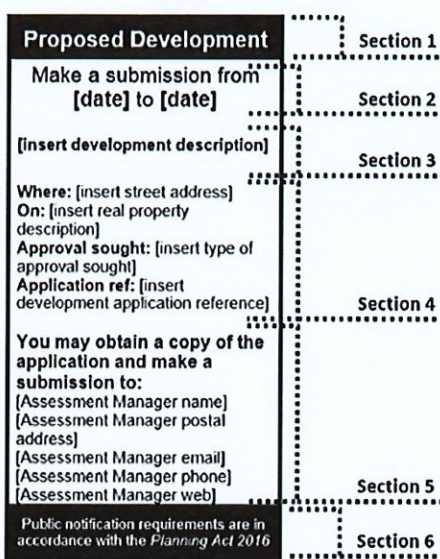 Proposed Development
Section 1
Make a submission from
[date] to [date]
Section 2
[insert development description]
Section 3
Where: [insert street address]
On: [insert real property
description]
Approval sought: [insert type of
approval sought]
Application ref: [insert
development application reference]
Section 4
You may obtain a copy of the
application and make a
submission to:
[Assessment Manager name]
[Assessment Manager postal
address]
[Assessment Manager email]
[Assessment Manager phone]
[Assessment Manager web]
Section 5
Public notification requirements are in
accordance with the Planning Act 2016
Section 6